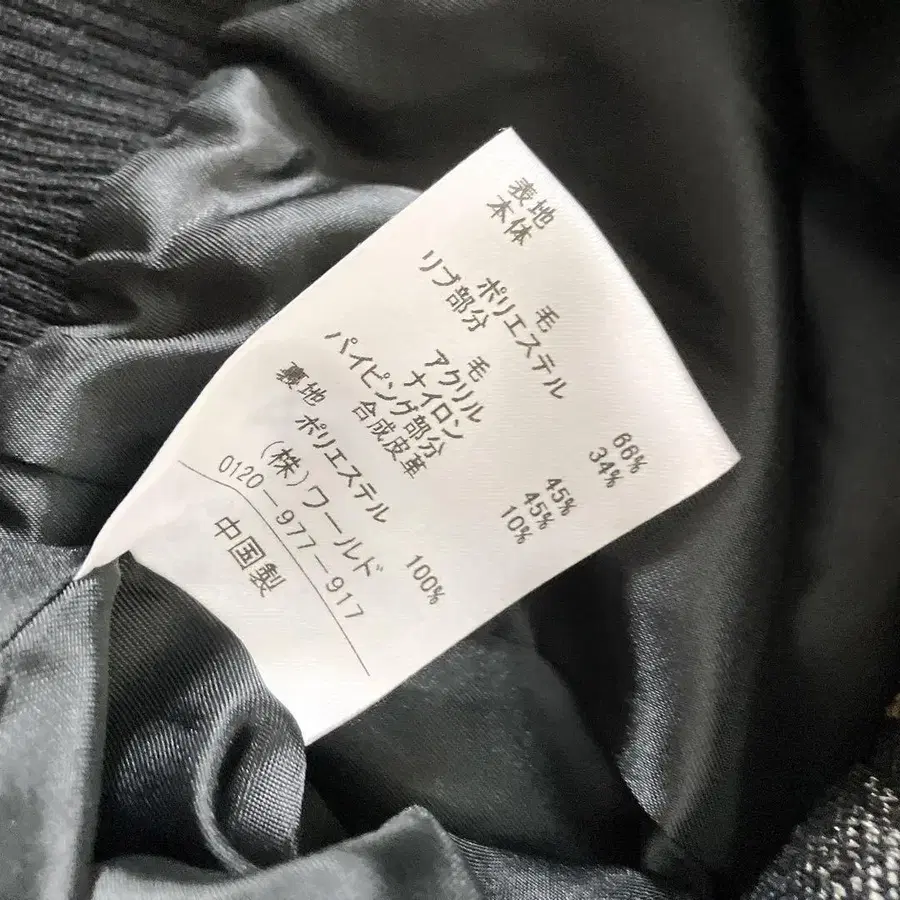 表地
本体
毛 66%
ポリエステル 34%
リブ部分
毛 45%
アクリル 45%
ナイロン 10%
パイピング部分
合成皮革
裏地
ポリエステル 100%
(株)ワールド
0120-977-917
中国製